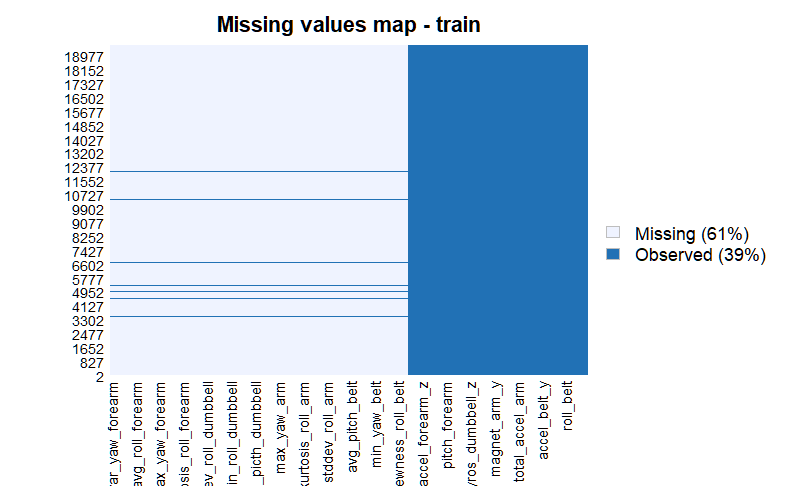 Missing values map - train
18977
18152
17327
16502
15677
14852
14027
13202
12377
11552
10727
9902
9077
8252
7427
6602
5777
4952
4127
3302
2477
1652
827
2
Missing (61%)
Observed (39%)
ar_yaw_forearm
avg_roll_forearm
ax_yaw_forearm
osis_roll_forearm
ev_roll_dumbbell
in_roll_dumbbell
_picth_dumbbell
max_yaw_arm
kurtosis_roll_arm
stddev_roll_arm
avg_pitch_belt
min_yaw_belt
ewness_roll_belt
accel_forearm_z
pitch_forearm
yros_dumbbell_z
magnet_arm_y
total_accel_arm
accel_belt_y
roll_belt